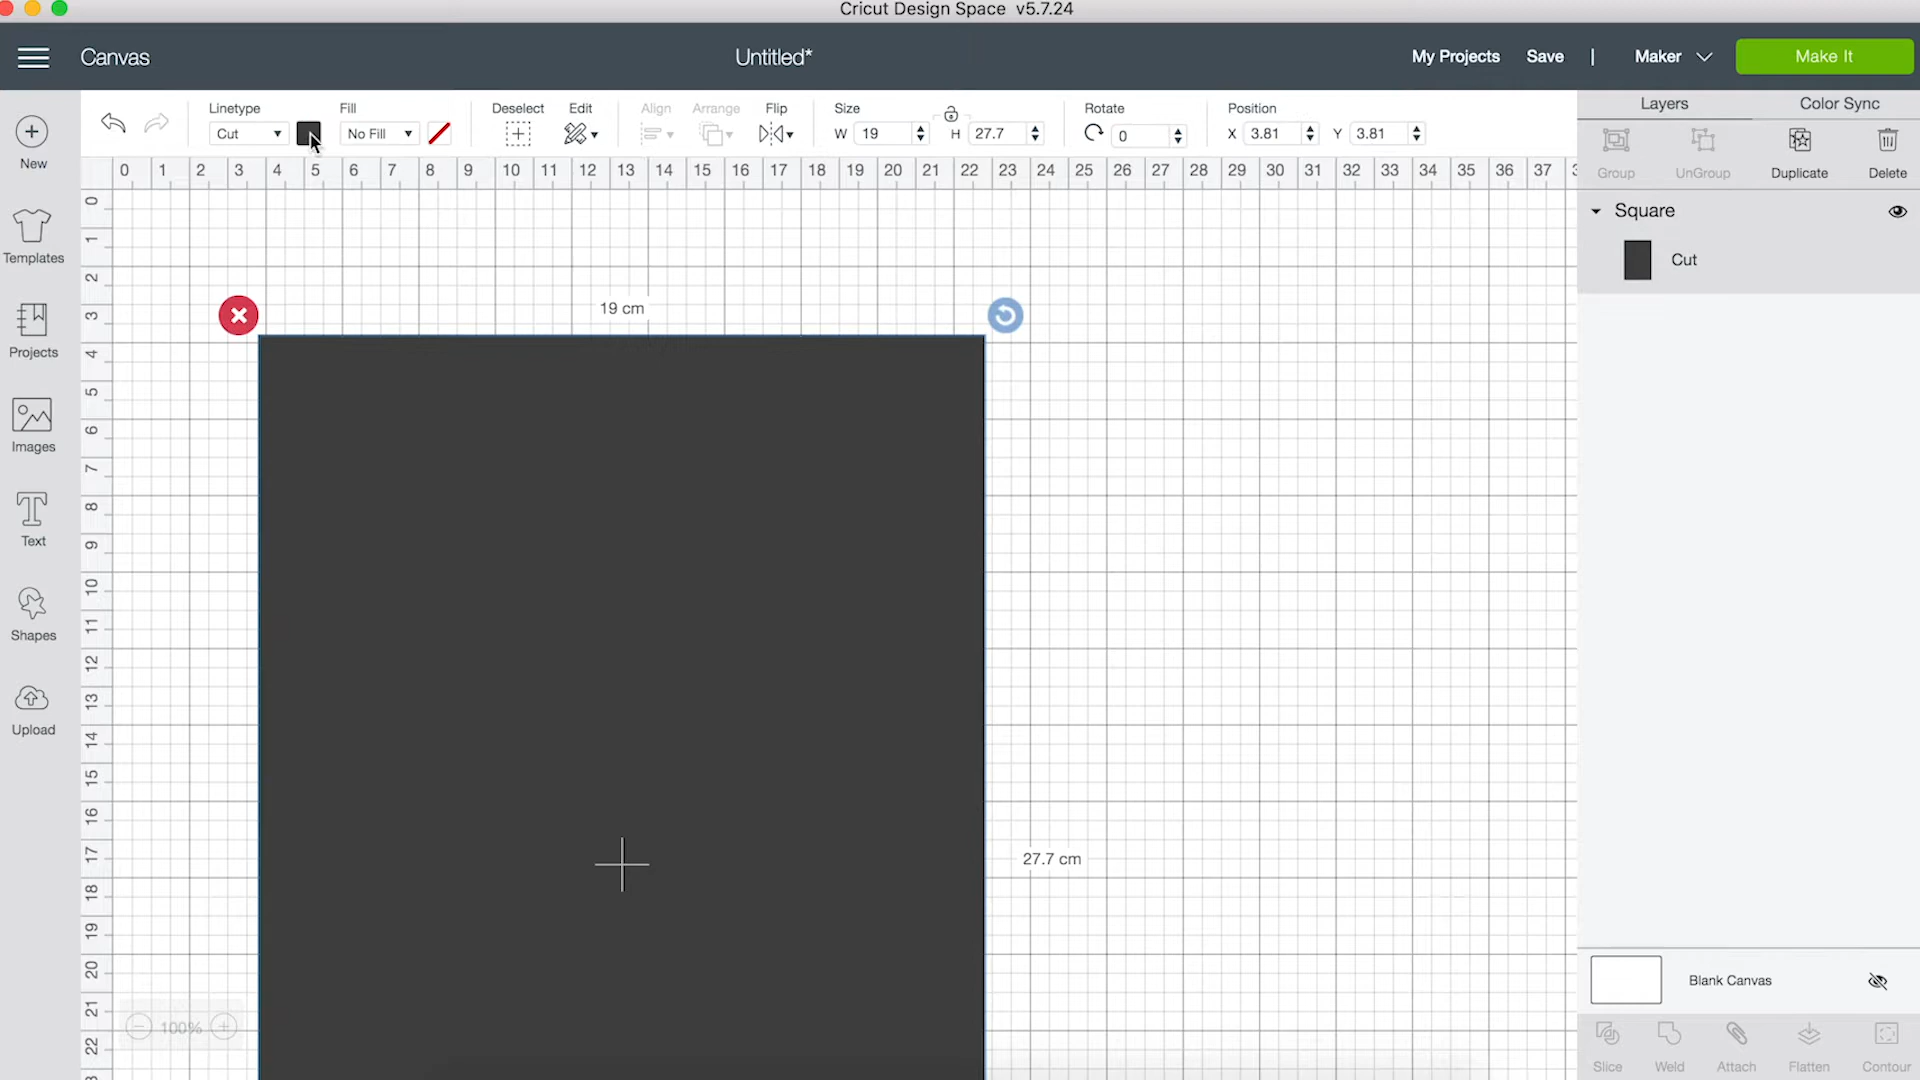 Cricut Design Space v5.7.24
Canvas
Untitled*
My Projects Save | Maker Make It
Linetype Fill Deselect Edit Align Arrange Flip Size Rotate Position
Cut No Fill W 19 H 27.7 0 X 3.81 Y 3.81
Layers Color Sync
Group UnGroup Duplicate Delete
0 1 2 3 4 5 6 7 8 9 10 11 12 13 14 15 16 17 18 19 20 21 22 23 24 25 26 27 28 29 30 31 32 33 34 35 36 37
0
1
2
3
4
5
6
7
8
9
10
11
12
13
14
15
16
17
18
19
20
21
22
New
Templates
Projects
Images
Text
Shapes
Upload
19 cm
27.7 cm
100%
Square
Cut
Blank Canvas
Slice Weld Attach Flatten Contour